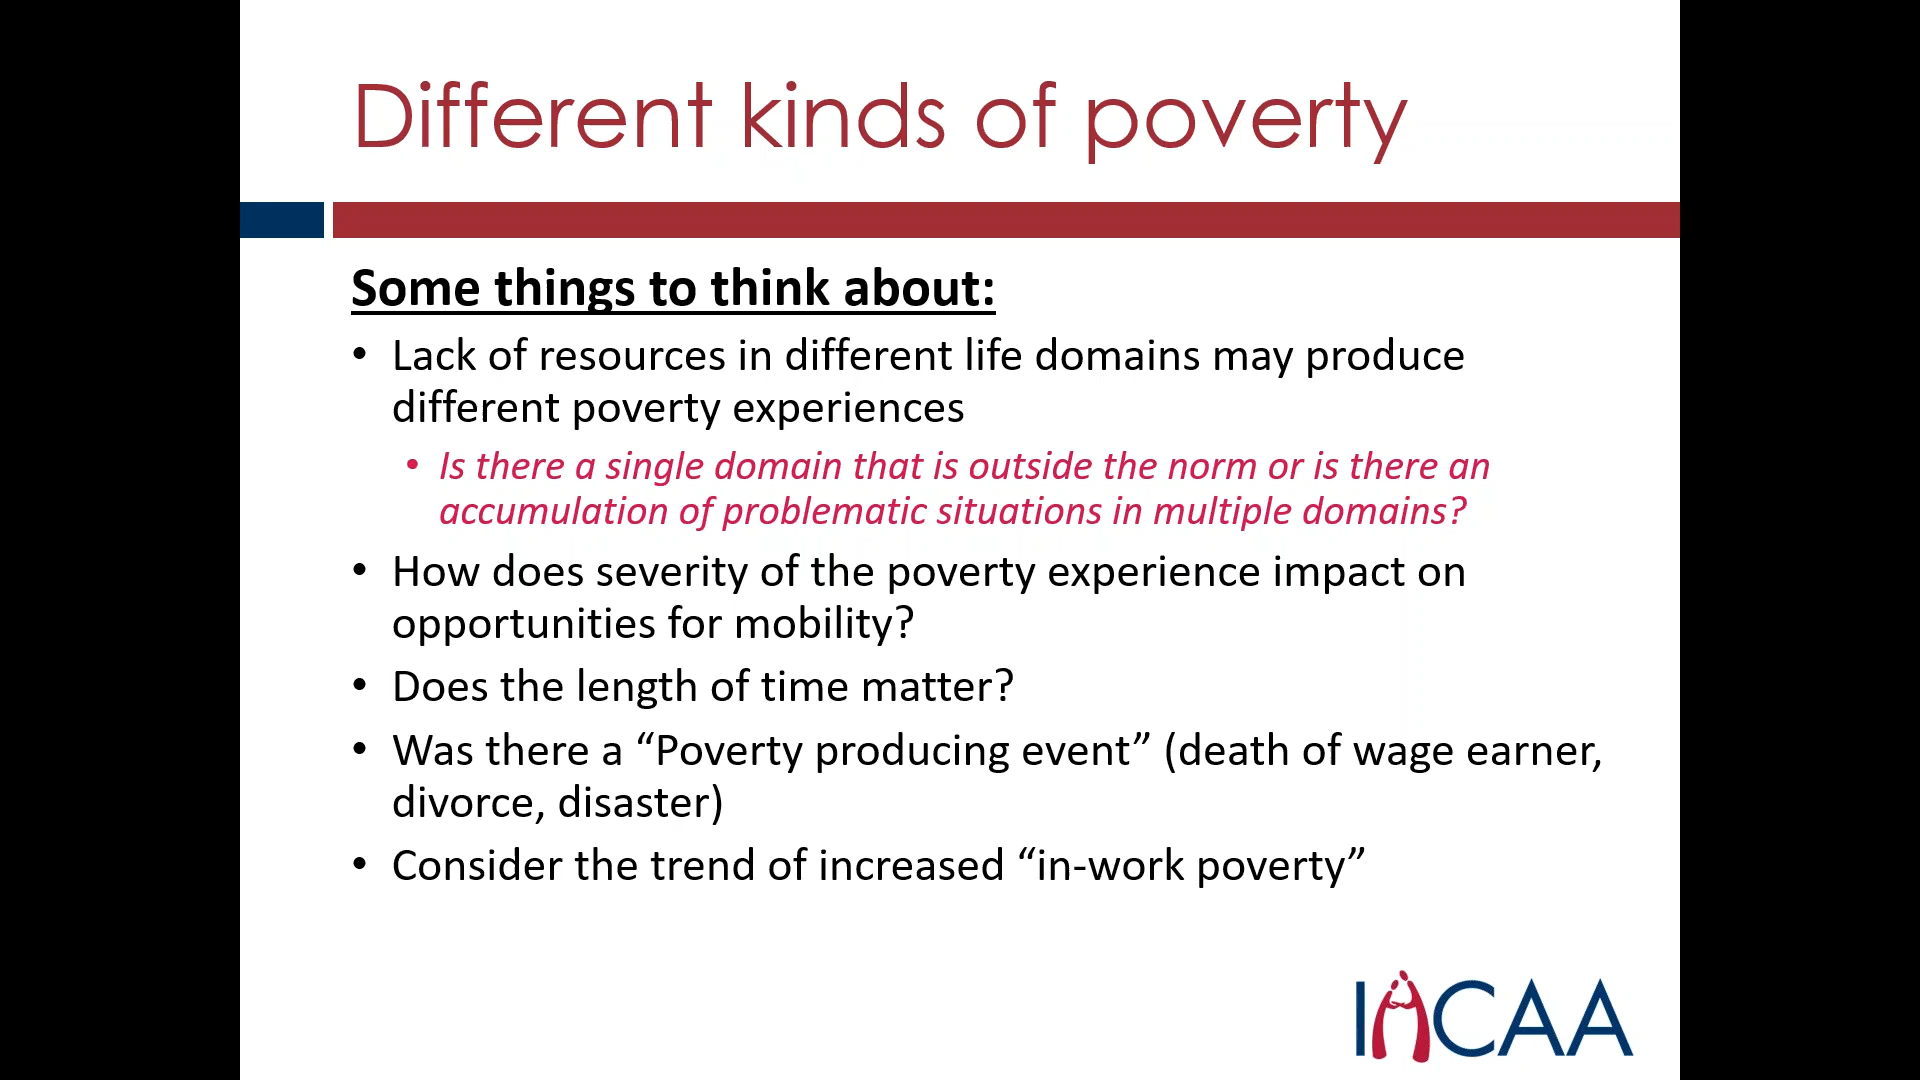 Different kinds of poverty
Some things to think about:
• Lack of resources in different life domains may produce
different poverty experiences
• Is there a single domain that is outside the norm or is there an
accumulation of problematic situations in multiple domains?
• How does severity of the poverty experience impact on
opportunities for mobility?
• Does the length of time matter?
• Was there a “Poverty producing event” (death of wage earner,
divorce, disaster)
• Consider the trend of increased “in-work poverty”
IACAA